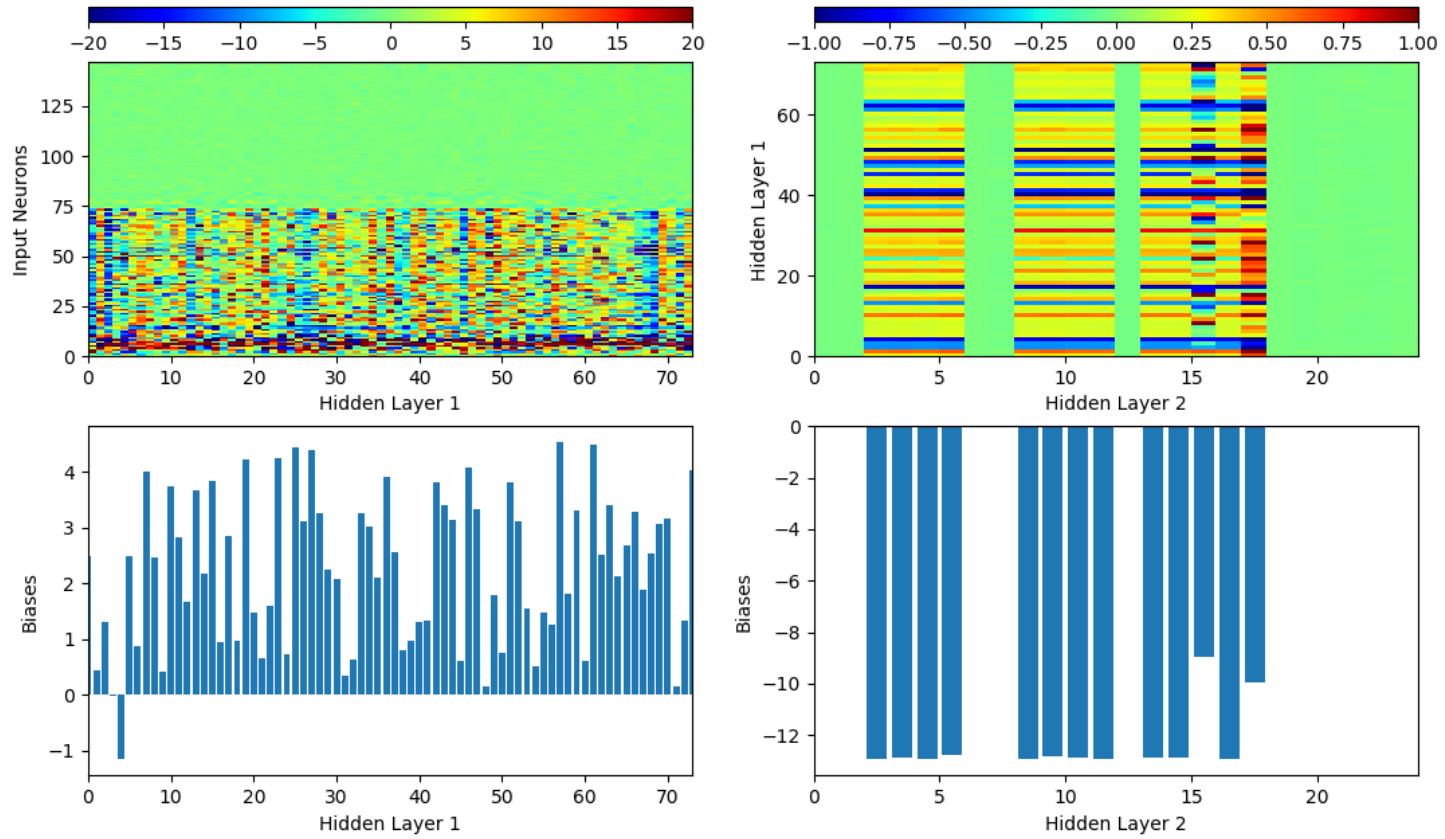 −20 −15 −10 −5 0 5 10 15 20
−1.00 −0.75 −0.50 −0.25 0.00 0.25 0.50 0.75 1.00
Input Neurons
125
100
75
50
25
0
0 10 20 30 40 50 60 70
Hidden Layer 1
Hidden Layer 1
60
40
20
0
0 5 10 15 20
Hidden Layer 2
Biases
4
3
2
1
0
−1
0 10 20 30 40 50 60 70
Hidden Layer 1
Biases
0
−2
−4
−6
−8
−10
−12
0 5 10 15 20
Hidden Layer 2